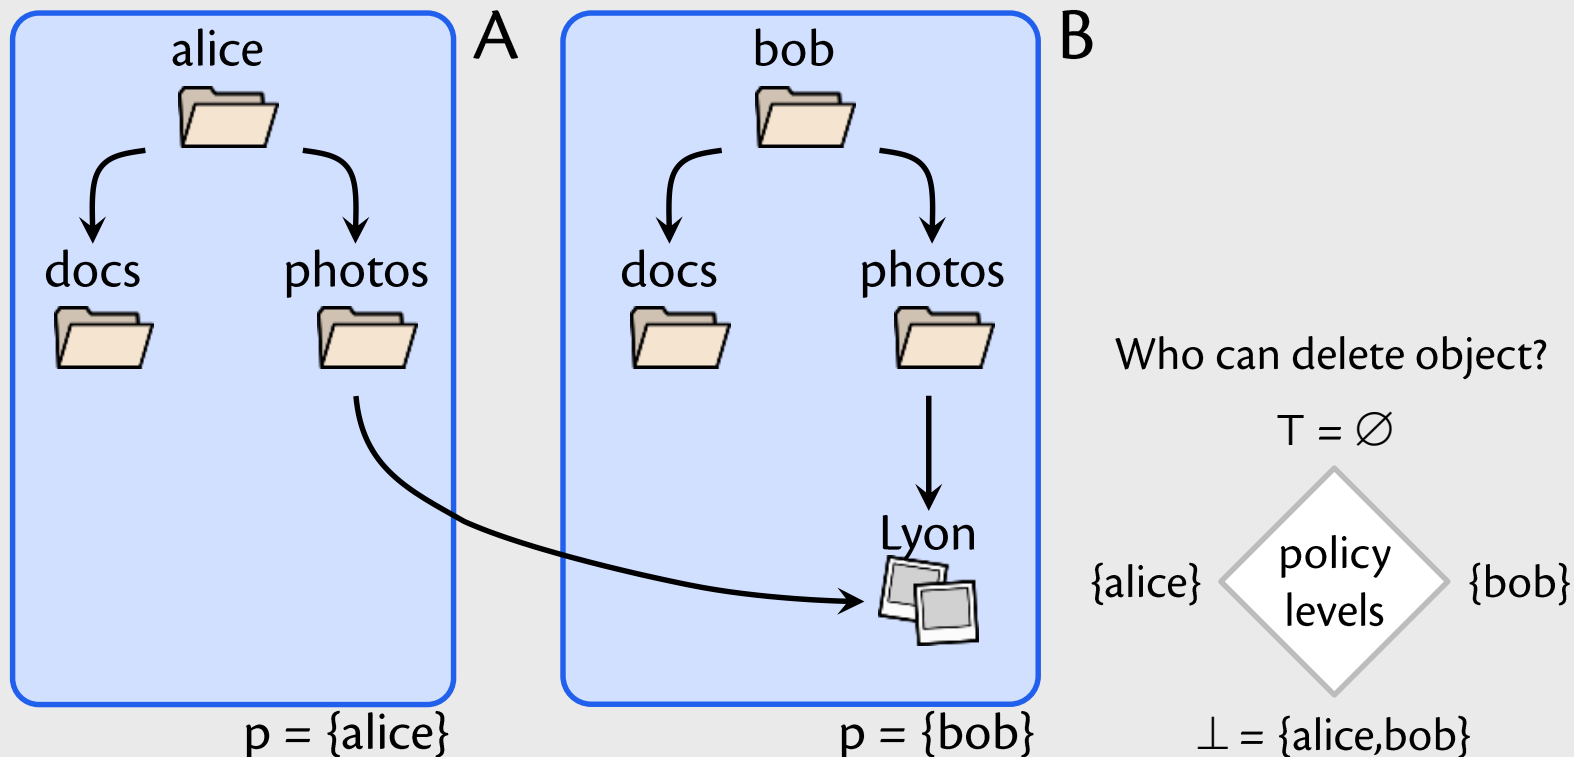 alice
A
docs
photos
p = {alice}
bob
B
docs
photos
Lyon
p = {bob}
Who can delete object?
⊤ = ∅
{alice}
policy
levels
{bob}
⊥ = {alice,bob}